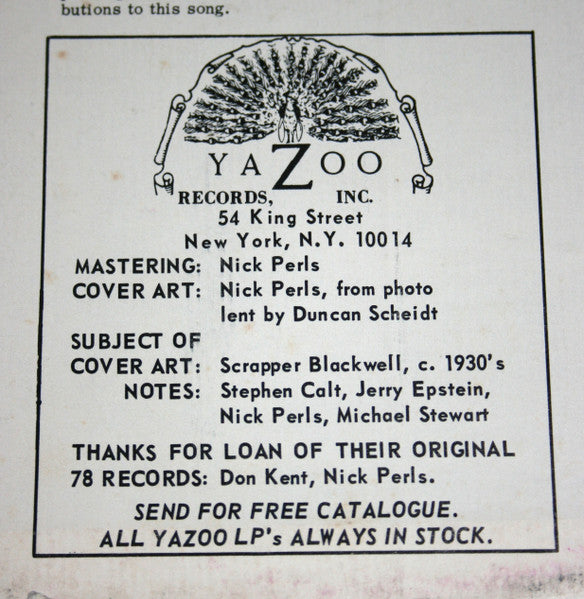 butions to this song.
YAZOO
RECORDS, INC.
54 King Street
New York, N.Y. 10014
MASTERING: Nick Perls
COVER ART: Nick Perls, from photo
lent by Duncan Scheidt
SUBJECT OF
COVER ART: Scrapper Blackwell, c. 1930's
NOTES: Stephen Calt, Jerry Epstein,
Nick Perls, Michael Stewart
THANKS FOR LOAN OF THEIR ORIGINAL
78 RECORDS: Don Kent, Nick Perls.
SEND FOR FREE CATALOGUE.
ALL YAZOO LP's ALWAYS IN STOCK.